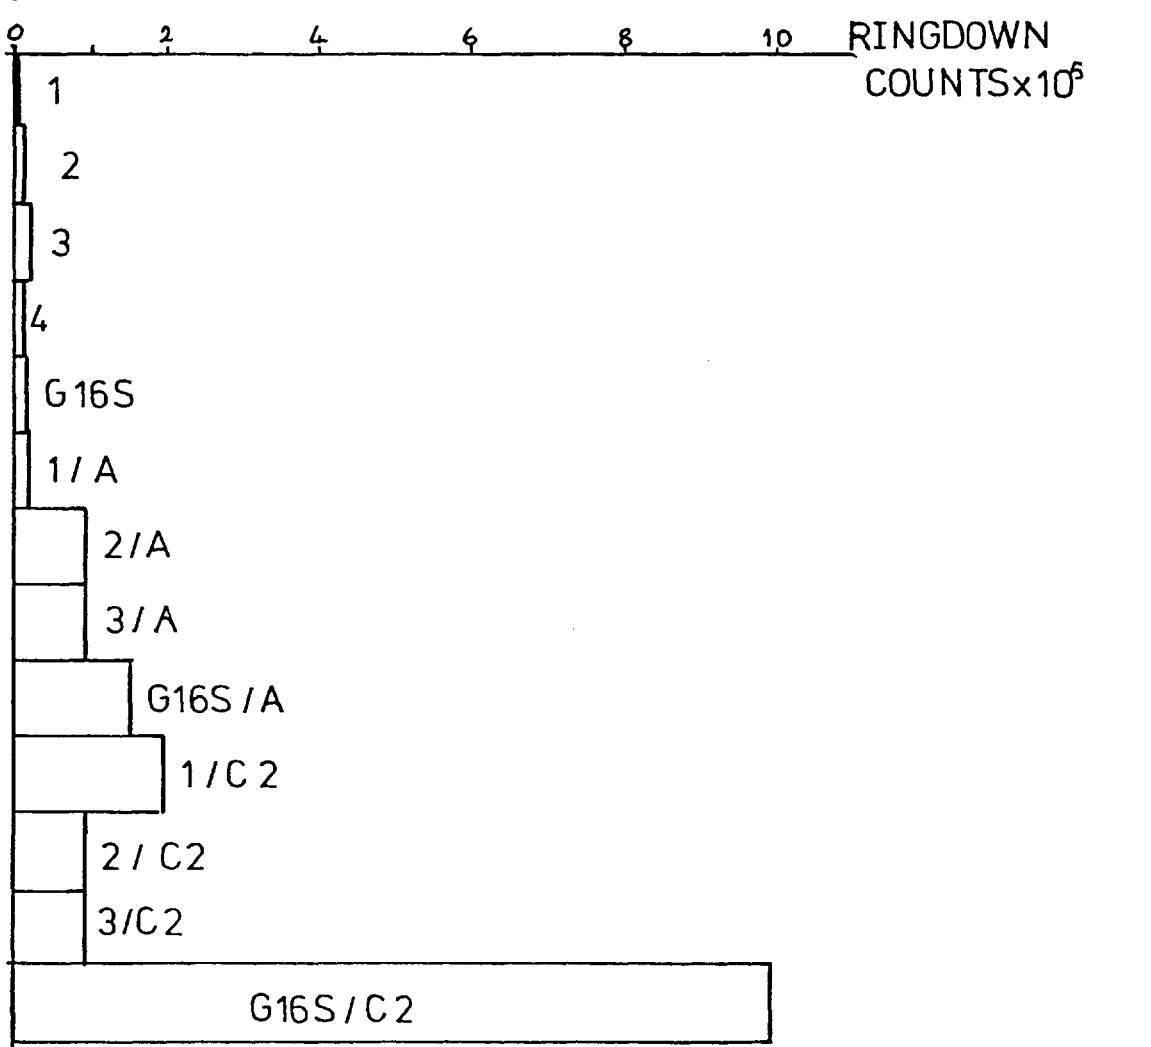 0 2 4 6 8 10 RINGDOWN
COUNTSx10⁵
1
2
3
4
G16S
1/A
2/A
3/A
G16S/A
1/C2
2/C2
3/C2
G16S/C2